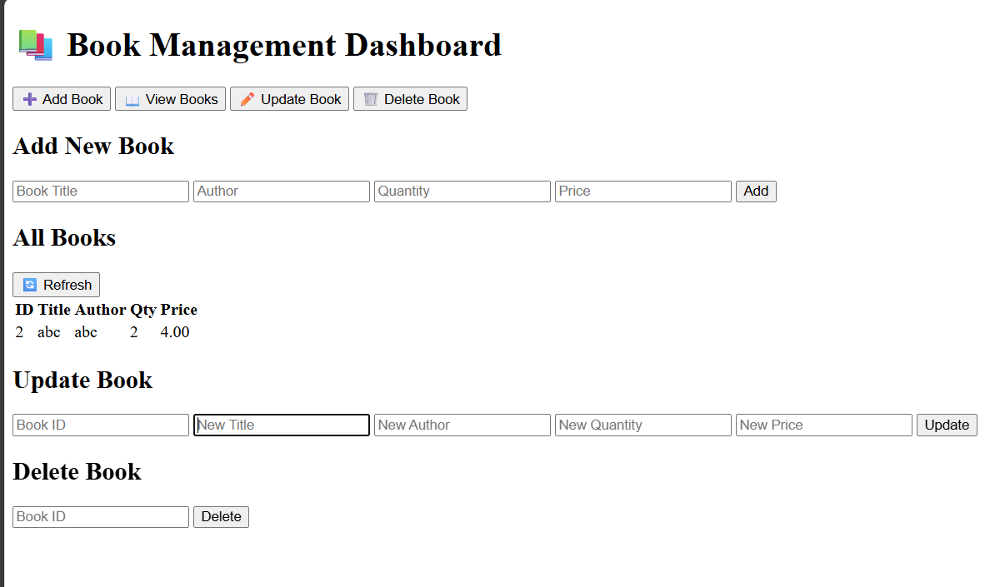 Book Management Dashboard
Add Book View Books Update Book Delete Book
Add New Book
Book Title Author Quantity Price Add
All Books
Refresh
ID Title Author Qty Price
2 abc abc 2 4.00
Update Book
Book ID New Title New Author New Quantity New Price Update
Delete Book
Book ID Delete